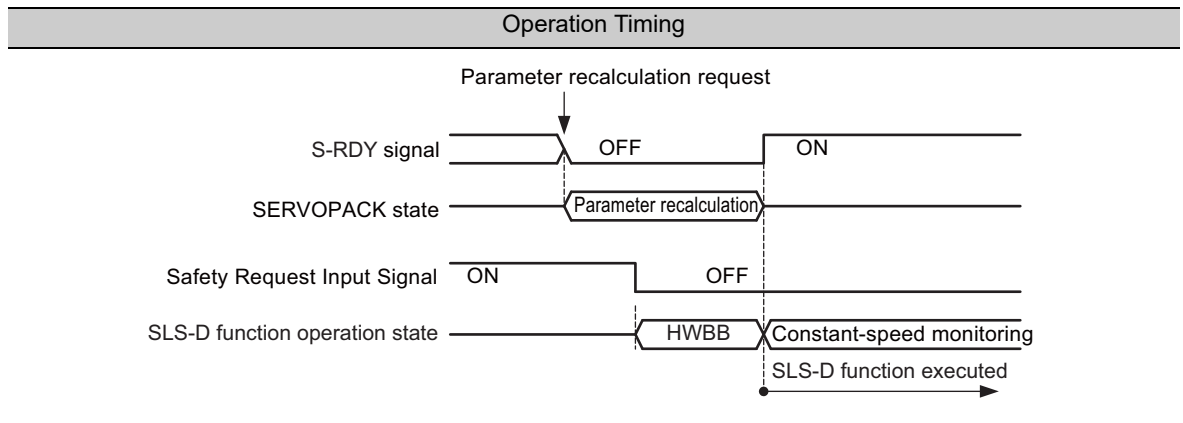 Operation Timing
Parameter recalculation request
S-RDY signal
OFF
ON
SERVOPACK state
Parameter recalculation
Safety Request Input Signal
ON
OFF
SLS-D function operation state
HWBB
Constant-speed monitoring
SLS-D function executed